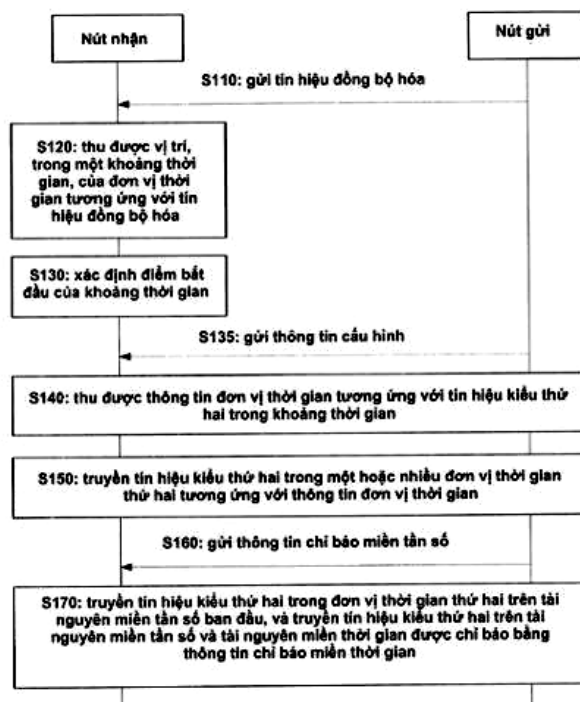 Nút nhận
Nút gửi
S110: gửi tín hiệu đồng bộ hóa
S120: thu được vị trí,
trong một khoảng thời
gian, của đơn vị thời
gian tương ứng với tín
hiệu đồng bộ hóa
S130: xác định điểm bắt
đầu của khoảng thời gian
S135: gửi thông tin cấu hình
S140: thu được thông tin đơn vị thời gian tương ứng với tín hiệu kiểu thứ
hai trong khoảng thời gian
S150: truyền tín hiệu kiểu thứ hai trong một hoặc nhiều đơn vị thời gian
thứ hai tương ứng với thông tin đơn vị thời gian
S160: gửi thông tin chỉ báo miền tần số
S170: truyền tín hiệu kiểu thứ hai trong đơn vị thời gian thứ hai trên tài
nguyên miền tần số ban đầu, và truyền tín hiệu kiểu thứ hai trên tài
nguyên miền tần số và tài nguyên miền thời gian được chỉ báo bằng
thông tin chỉ báo miền thời gian